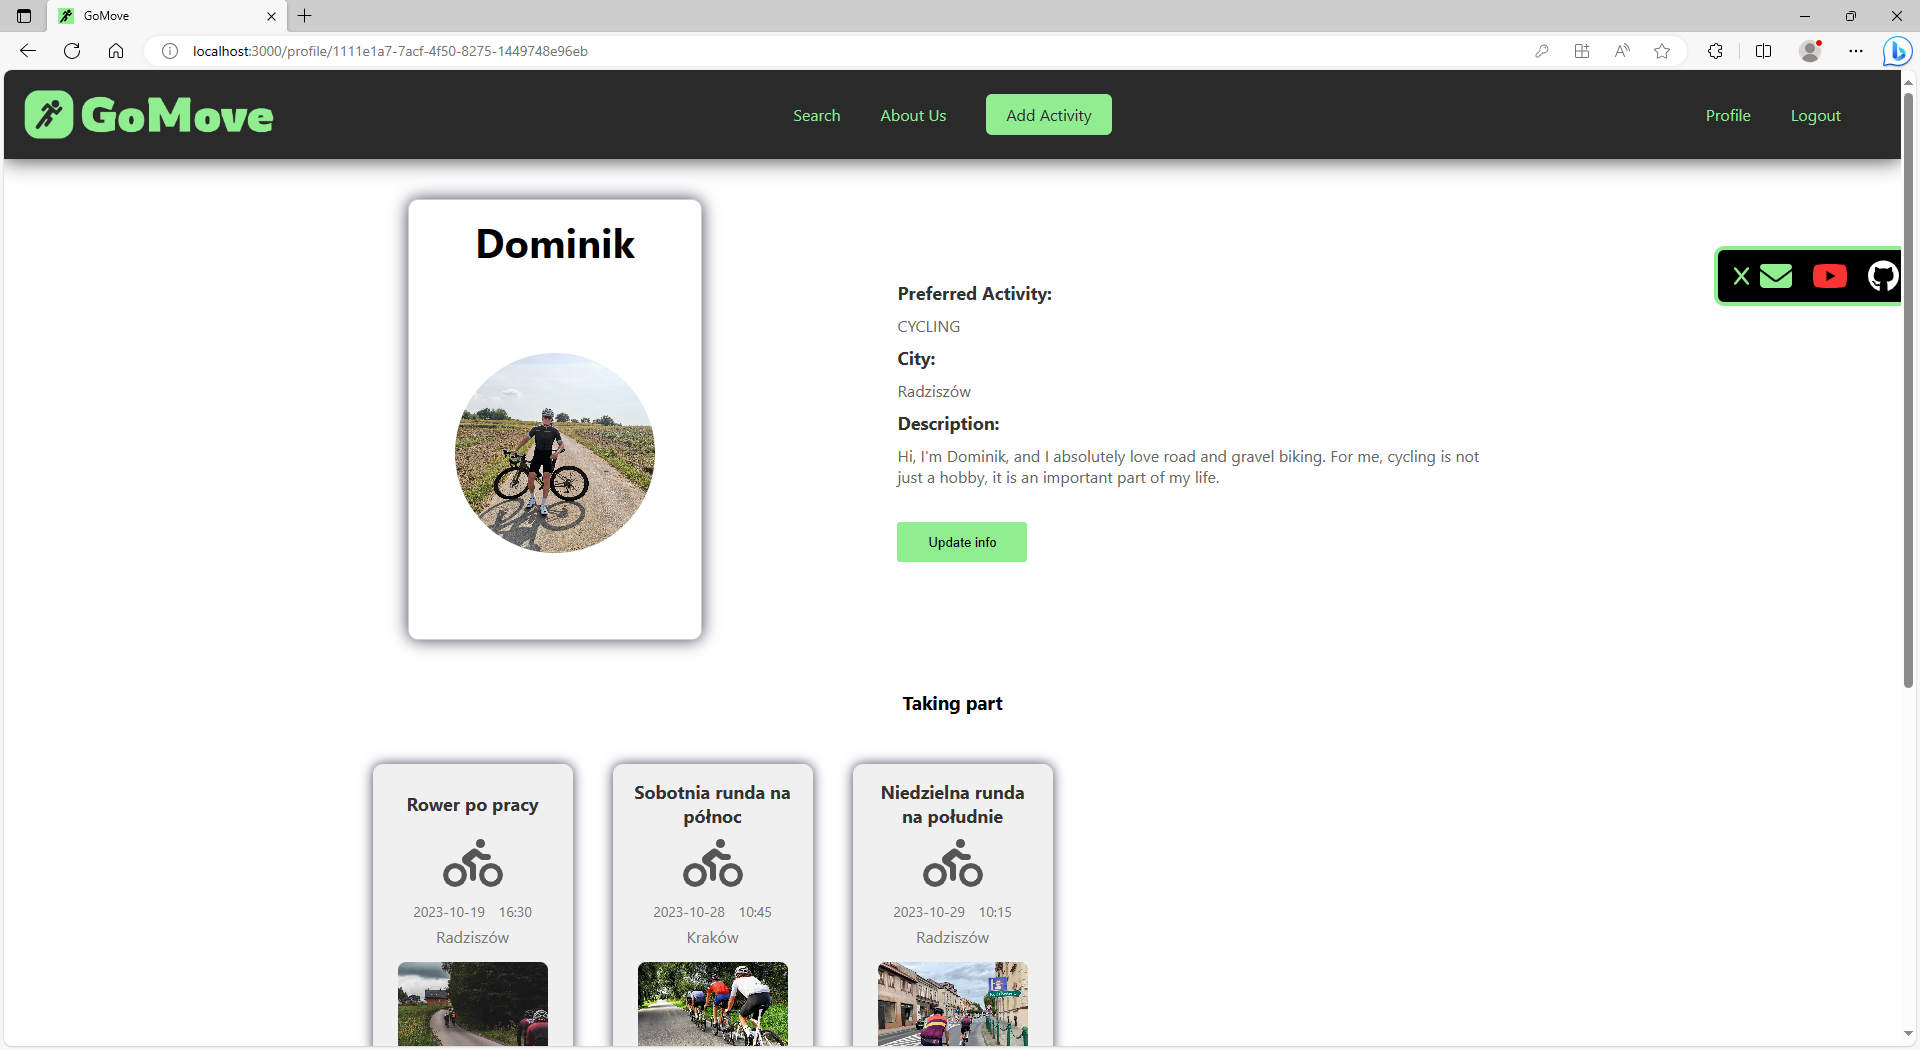 GoMove
localhost:3000/profile/1111e1a7-7acf-4f50-8275-1449748e96eb
GoMove
Search
About Us
Add Activity
Profile
Logout
Dominik
X
Preferred Activity:
CYCLING
City:
Radziszów
Description:
Hi, I'm Dominik, and I absolutely love road and gravel biking. For me, cycling is not
just a hobby, it is an important part of my life.
Update info
Taking part
Rower po pracy
2023-10-19 16:30
Radziszów
Sobotnia runda na
północ
2023-10-28 10:45
Kraków
Niedzielna runda
na południe
2023-10-29 10:15
Radziszów